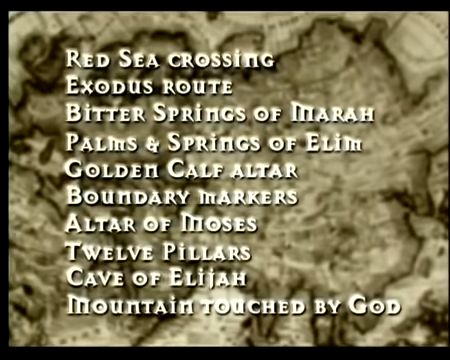 Red Sea crossing
Exodus route
Bitter Springs of Marah
Palms & Springs of Elim
Golden Calf altar
Boundary markers
Altar of Moses
Twelve Pillars
Cave of Elijah
Mountain touched by God